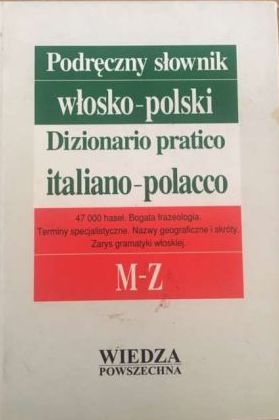 Podręczny słownik
włosko-polski
Dizionario pratico
italiano-polacco
47 000 haseł. Bogata frazeologia.
Terminy specjalistyczne. Nazwy geograficzne i skróty.
Zarys gramatyki włoskiej.
M-Z
WIEDZA
POWSZECHNA